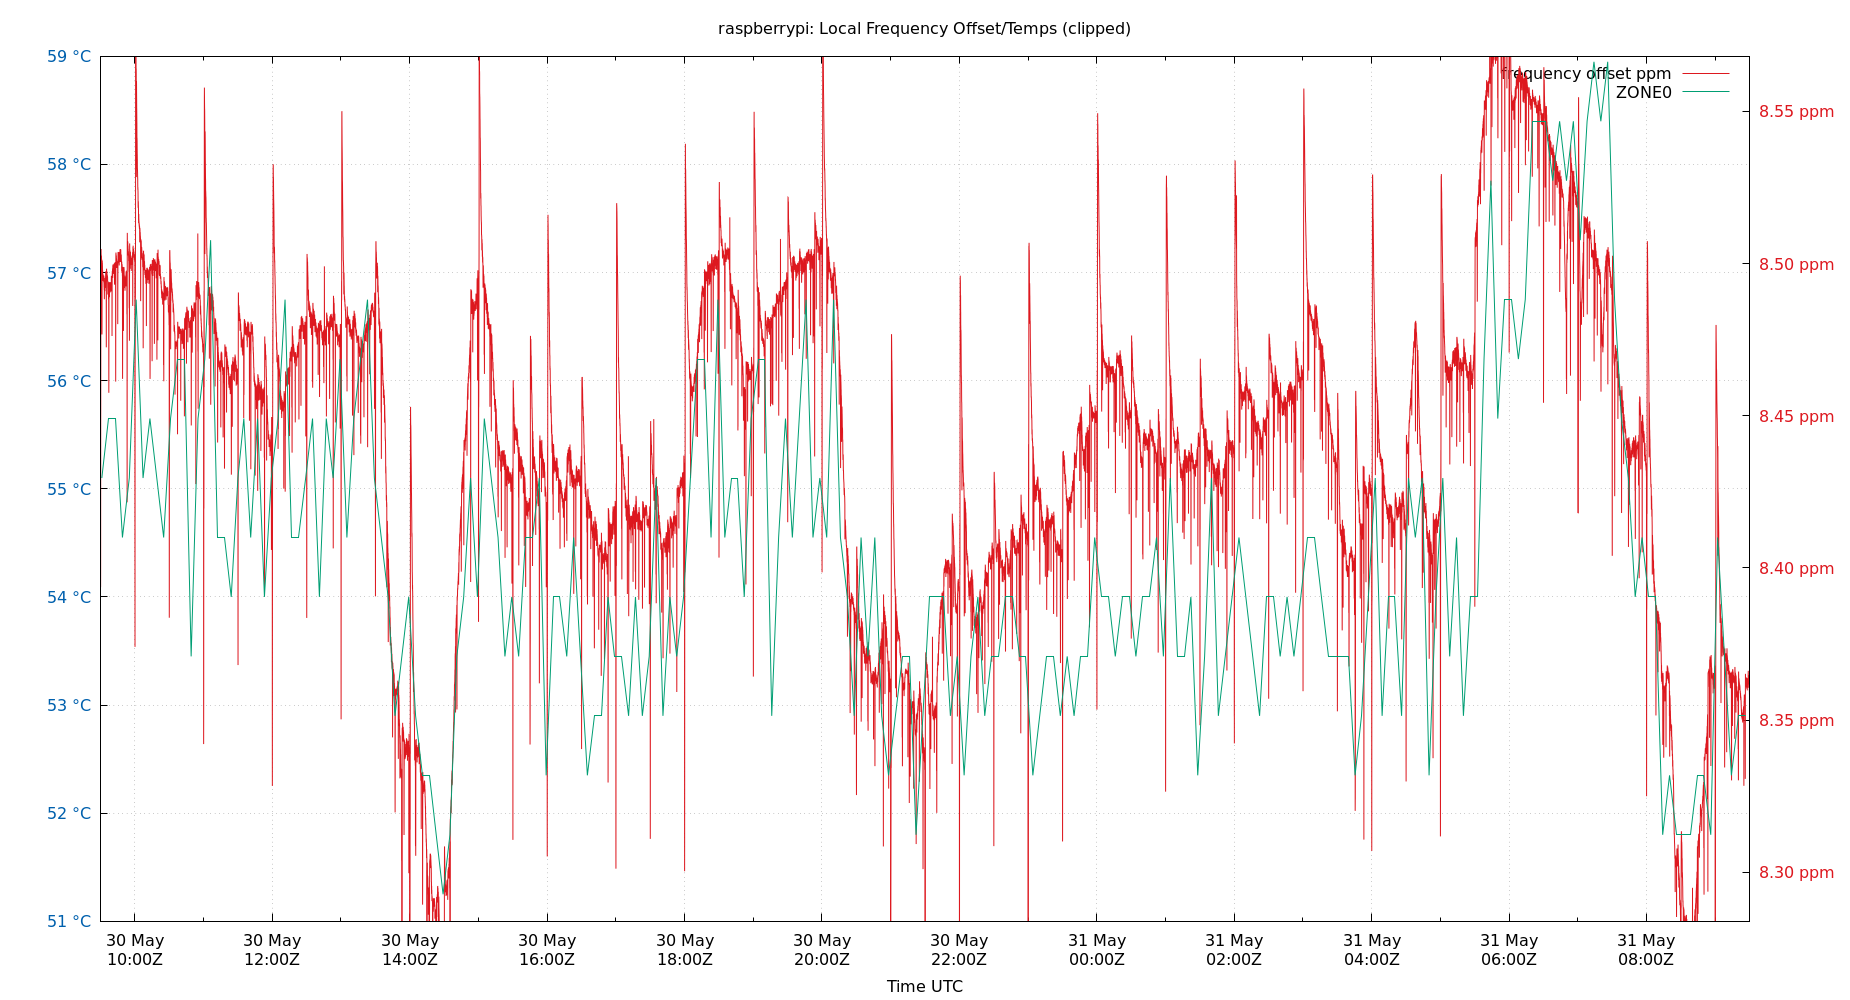 raspberrypi: Local Frequency Offset/Temps (clipped)
59 °C
58 °C
57 °C
56 °C
55 °C
54 °C
53 °C
52 °C
51 °C
frequency offset ppm
ZONE0
8.55 ppm
8.50 ppm
8.45 ppm
8.40 ppm
8.35 ppm
8.30 ppm
30 May 30 May 30 May 30 May 30 May 30 May 30 May 31 May 31 May 31 May 31 May 31 May
10:00Z 12:00Z 14:00Z 16:00Z 18:00Z 20:00Z 22:00Z 00:00Z 02:00Z 04:00Z 06:00Z 08:00Z
Time UTC